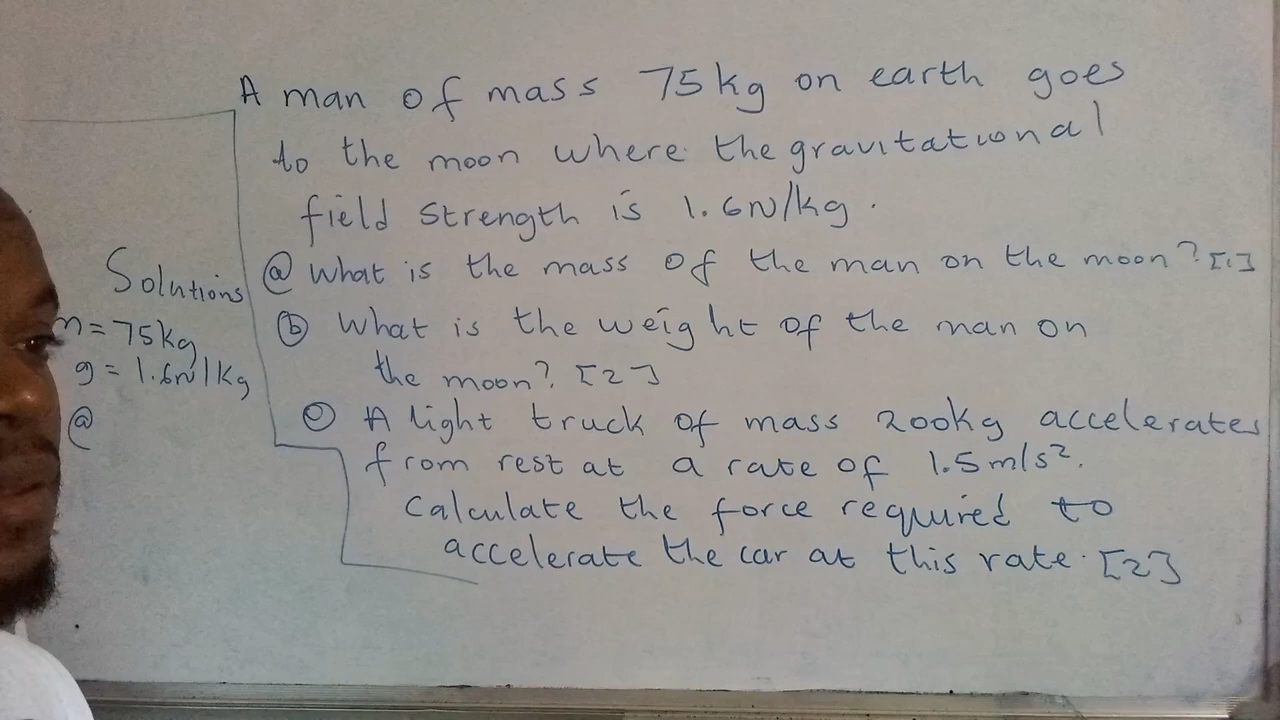 A man of mass 75kg on earth goes
to the moon where the gravitational
field strength is 1.6N/kg.
ⓐ What is the mass of the man on the moon? [1]
ⓑ What is the weight of the man on
the moon? [2]
ⓒ A light truck of mass 200kg accelerates
from rest at a rate of 1.5m/s².
Calculate the force required to
accelerate the car at this rate. [2]
Solutions
m = 75kg
g = 1.6N/kg
ⓐ